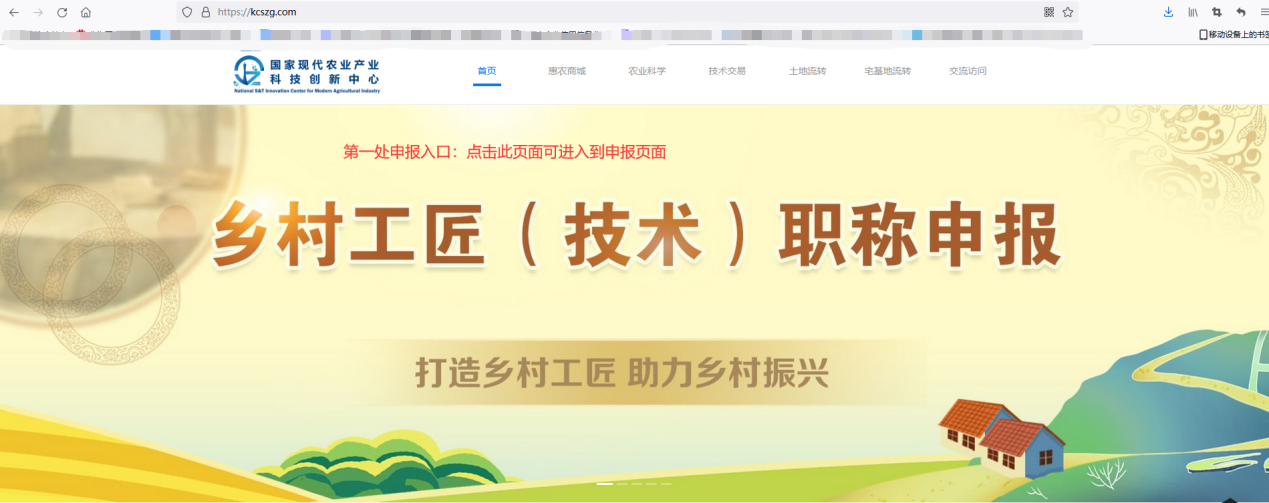 https://kcszg.com
移动设备上的书签
国家现代农业产业
科技创新中心
National S&T Innovation Center for Modern Agricultural Industry
首页
惠农商城
农业科学
技术交易
土地流转
宅基地流转
交流访问
第一处申报入口：点击此页面可进入到申报页面
乡村工匠（技术）职称申报
打造乡村工匠 助力乡村振兴